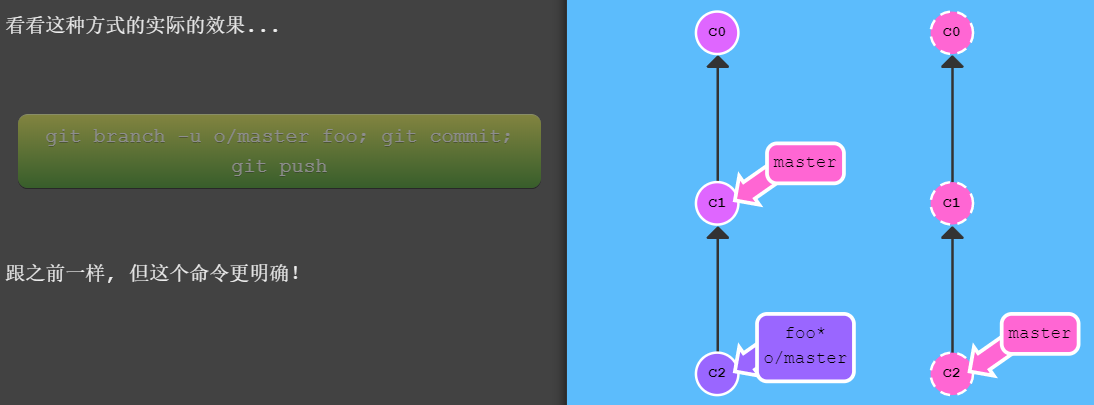 看看这种方式的实际的效果...
git branch -u o/master foo; git commit;
git push
跟之前一样, 但这个命令更明确!
C0
C0
master
C1
C1
foo*
o/master
master
C2
C2